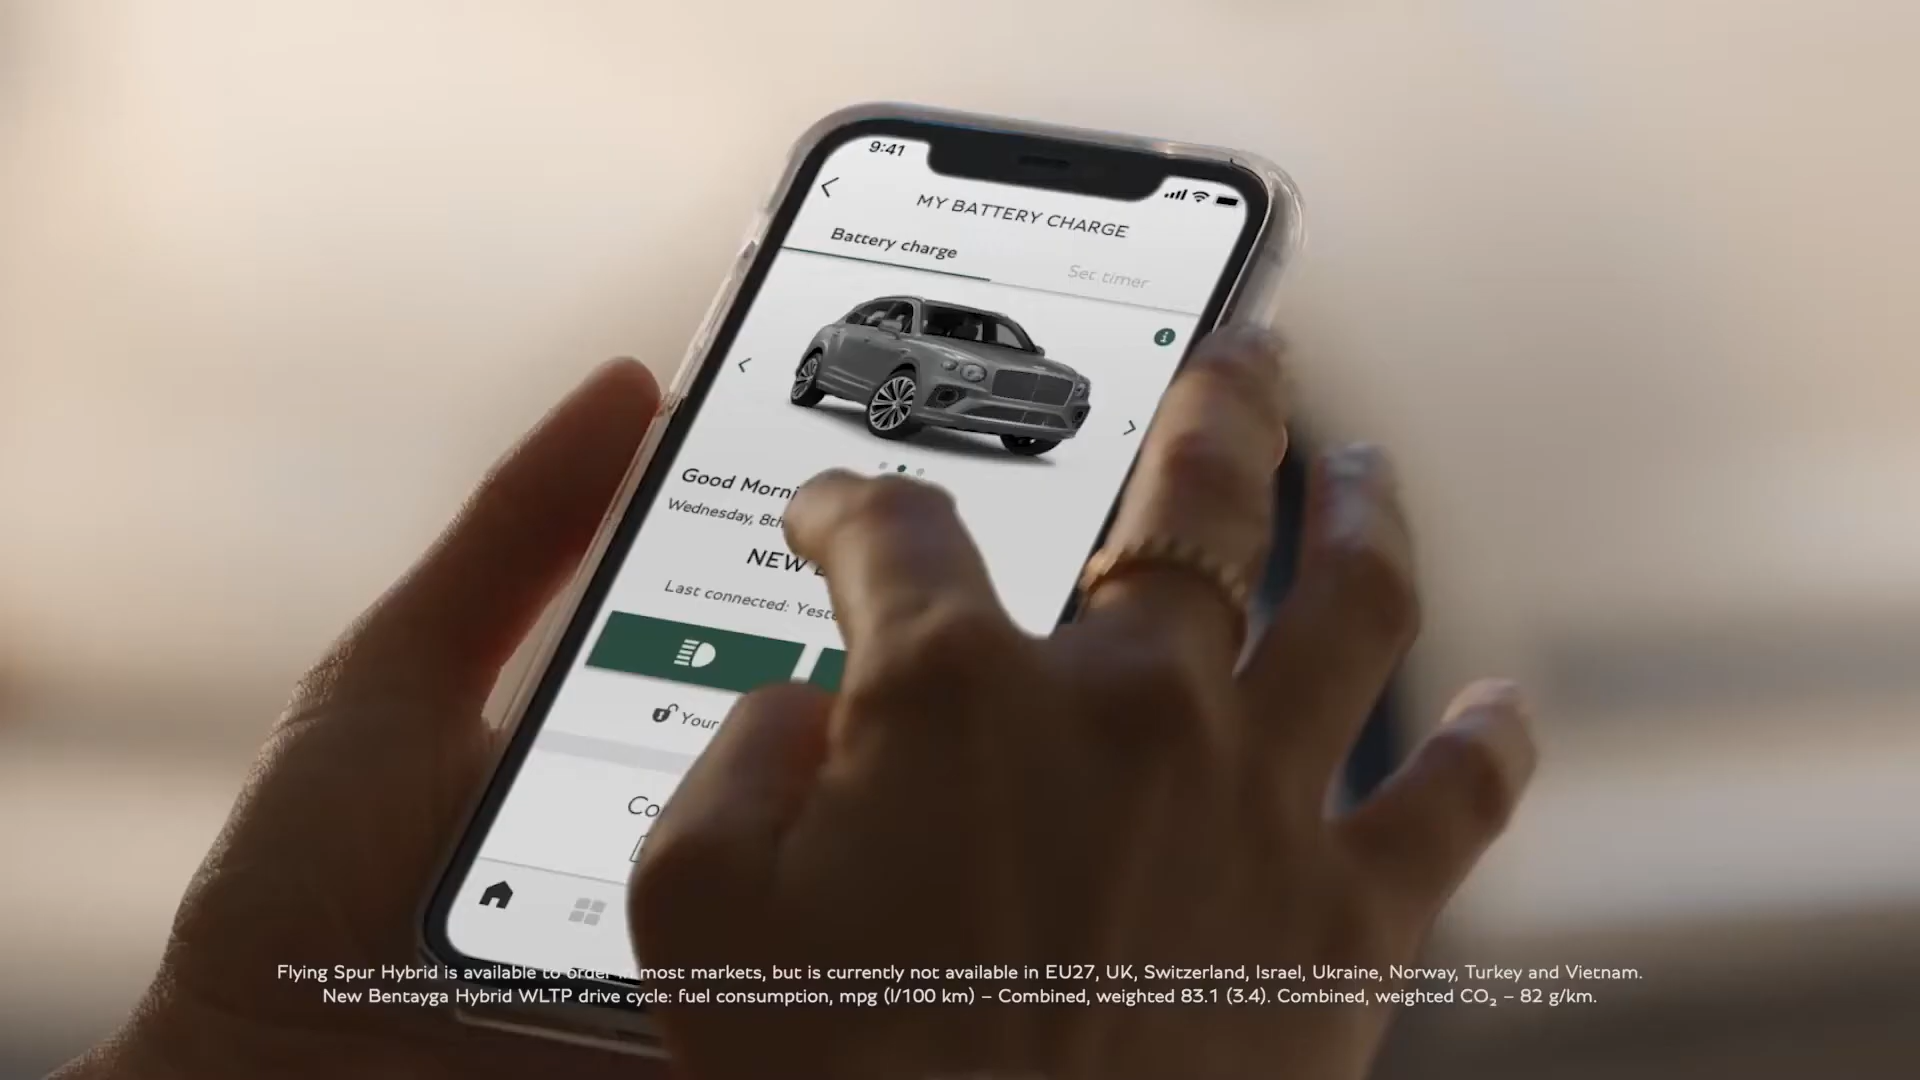 9:41
MY BATTERY CHARGE
Battery charge
Set timer
Good
Wednesday, 8th
NEW
Last connected:
Your
Flying Spur Hybrid is available to order in most markets, but is currently not available in EU27, UK, Switzerland, Israel, Ukraine, Norway, Turkey and Vietnam.
New Bentayga Hybrid WLTP drive cycle: fuel consumption, mpg (l/100 km) – Combined, weighted 83.1 (3.4). Combined, weighted CO₂ – 82 g/km.